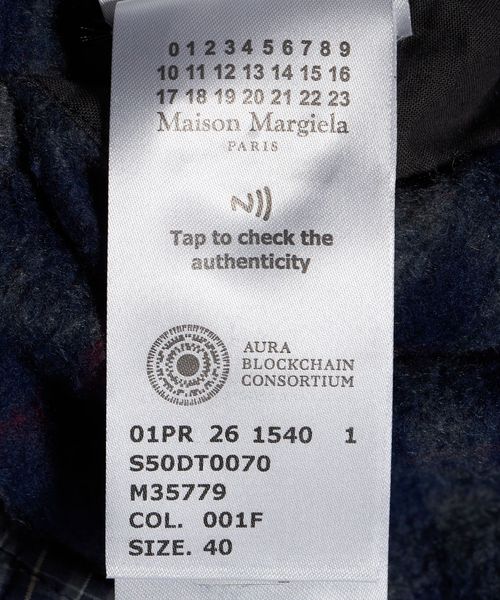 0 1 2 3 4 5 6 7 8 9
10 11 12 13 14 15 16
17 18 19 20 21 22 23
Maison Margiela
PARIS
Tap to check the
authenticity
AURA
BLOCKCHAIN
CONSORTIUM
01PR 26 1540 1
S50DT0070
M35779
COL. 001F
SIZE. 40